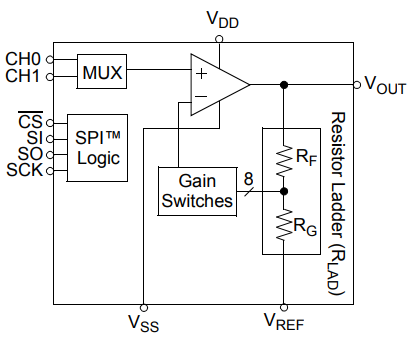 VDD
CH0
CH1
MUX
+
−
VOUT
CS
SI
SO
SCK
SPI™
Logic
Gain
Switches
8
RF
RG
Resistor Ladder (RLAD)
VSS
VREF